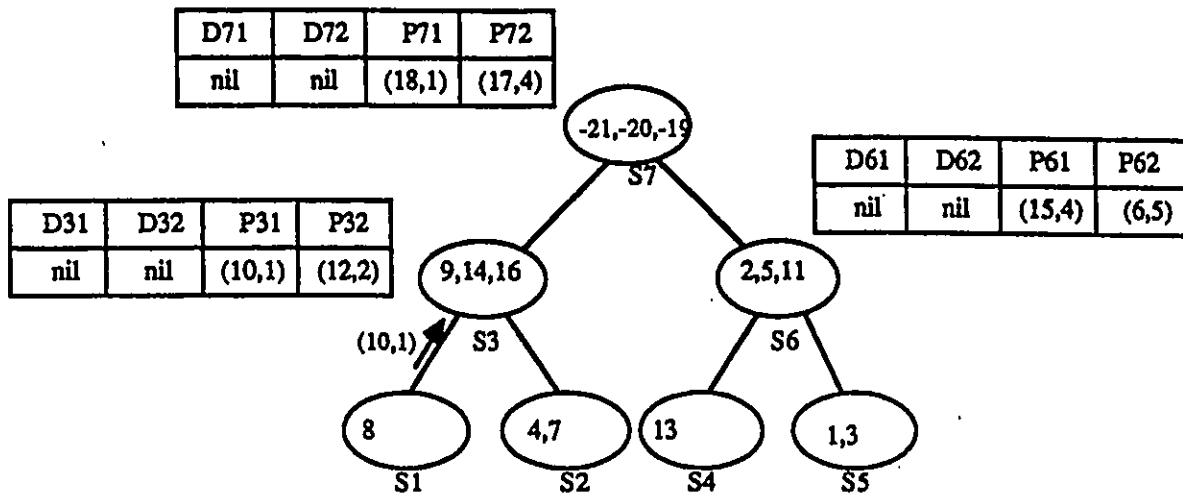 D71 D72 P71 P72
nil nil (18,1) (17,4)
-21,-20,-19
S7
D61 D62 P61 P62
nil nil (15,4) (6,5)
D31 D32 P31 P32
nil nil (10,1) (12,2)
9,14,16
2,5,11
(10,1)
S3
S6
8
4,7
13
1,3
S1
S2
S4
S5